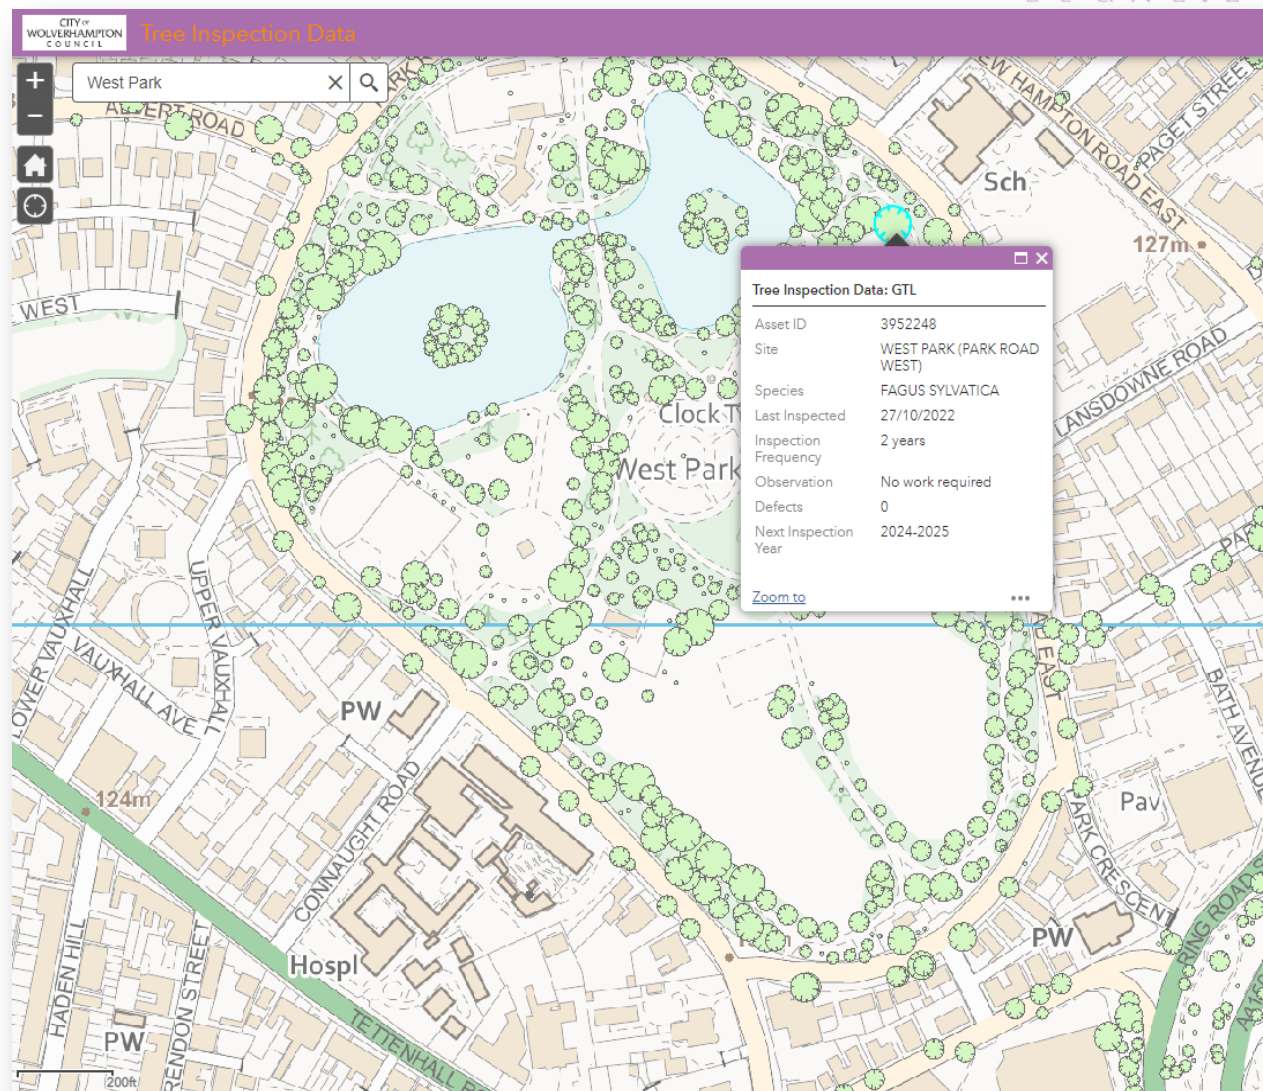 CITY OF
WOLVERHAMPTON
COUNCIL
Tree Inspection Data
West Park
ALBERT ROAD
PARK
NEW HAMPTON ROAD EAST
PAGET STREET
Sch
127m
WEST
LANSDOWNE ROAD
Clock T
West Park
Tree Inspection Data: GTL
Asset ID 3952248
Site WEST PARK (PARK ROAD
WEST)
Species FAGUS SYLVATICA
Last Inspected 27/10/2022
Inspection 2 years
Frequency
Observation No work required
Defects 0
Next Inspection 2024-2025
Year
Zoom to
LOWER VAUXHALL
VAUXHALL AVE
UPPER VAUXHALL
PW
EAST
BATH AVENUE
124m
CONNAUGHT ROAD
Pav
PARK CRESCENT
PW
RING ROAD
Hospl
HADEN HILL
PW
TETTENHALL
200ft